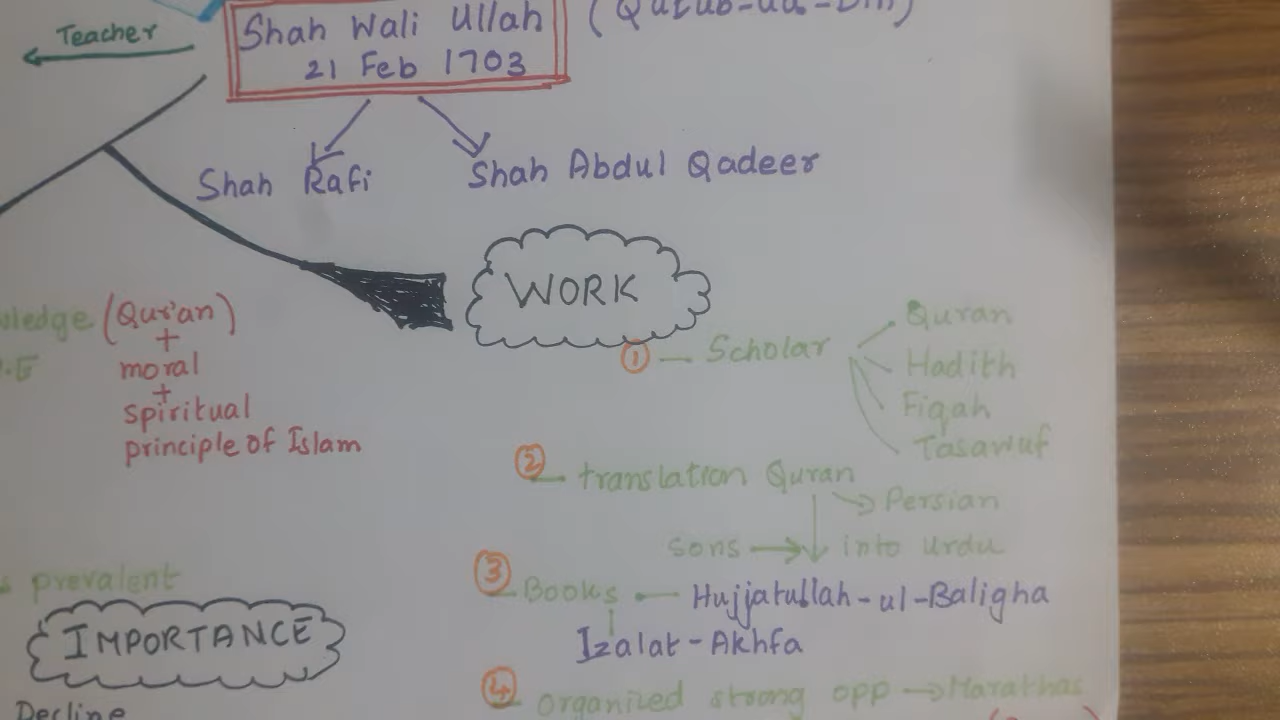 Teacher
Shah Wali Ullah
21 Feb 1703
Shah Rafi
Shah Abdul Qadeer
WORK
(Qur'an)
+
moral
+
spiritual
principle of Islam
① — Scholar
Quran
Hadith
Fiqah
Tasawuf
② — translation Quran
Persian
sons → into urdu
③ — Books — Hujjatullah-ul-Baligha
Izalat-Akhfa
④ — organized strong opp → Marathas
prevalent
IMPORTANCE
Decline